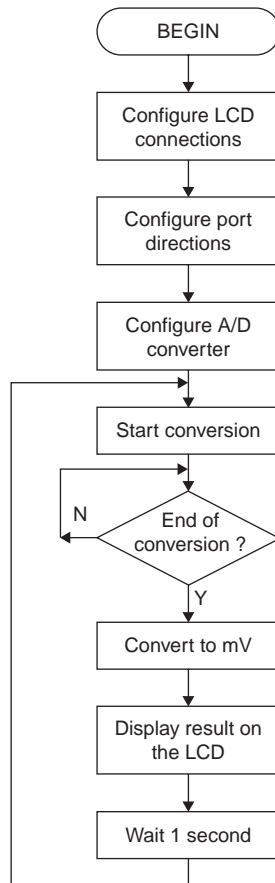 BEGIN
Configure LCD
connections
Configure port
directions
Configure A/D
converter
Start conversion
N
End of
conversion ?
Y
Convert to mV
Display result on
the LCD
Wait 1 second